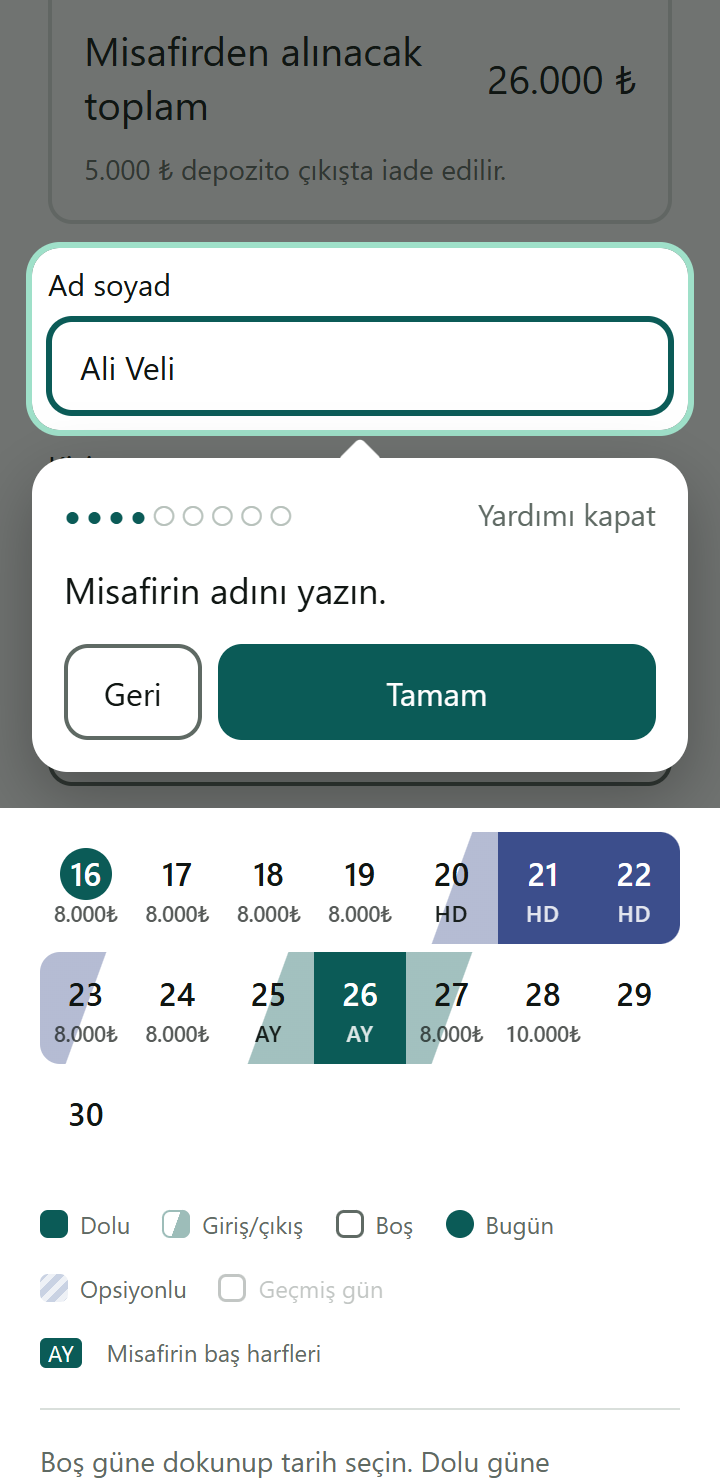 Misafirden alınacak
toplam
26.000 ₺
5.000 ₺ depozito çıkışta iade edilir.
Ad soyad
Ali Veli
Yardımı kapat
Misafirin adını yazın.
Geri
Tamam
16 17 18 19 20 21 22
8.000₺ 8.000₺ 8.000₺ 8.000₺ HD HD HD
23 24 25 26 27 28 29
8.000₺ 8.000₺ AY AY 8.000₺ 10.000₺
30
Dolu Giriş/çıkış Boş Bugün
Opsiyonlu Geçmiş gün
AY Misafirin baş harfleri
Boş güne dokunup tarih seçin. Dolu güne